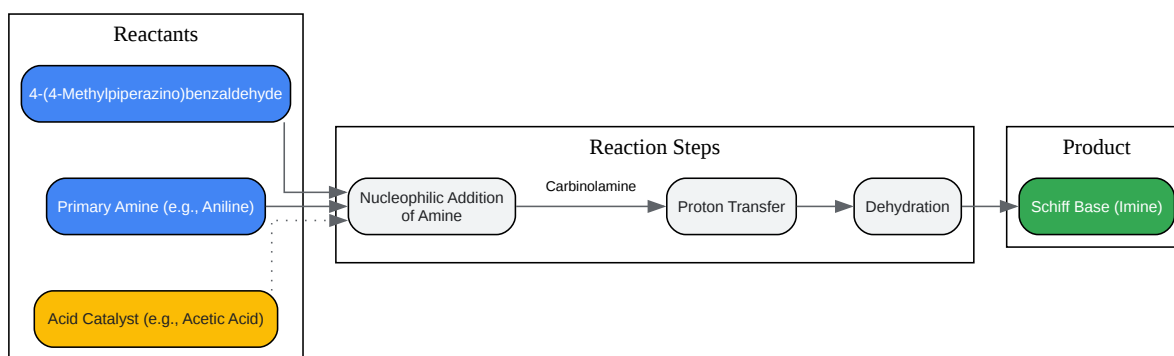 Reactants
4-(4-Methylpiperazino)benzaldehyde
Primary Amine (e.g., Aniline)
Acid Catalyst (e.g., Acetic Acid)
Reaction Steps
Nucleophilic Addition
of Amine
Carbinolamine
Proton Transfer
Dehydration
Product
Schiff Base (Imine)